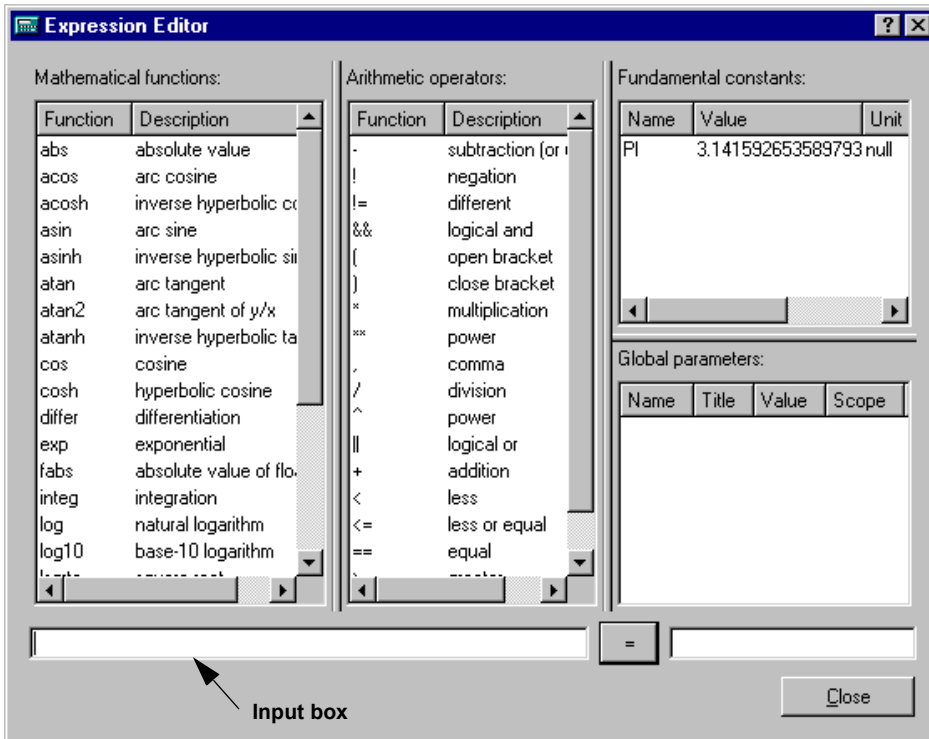 Expression Editor
Mathematical functions:
Function Description
abs absolute value
acos arc cosine
acosh inverse hyperbolic co
asin arc sine
asinh inverse hyperbolic sin
atan arc tangent
atan2 arc tangent of y/x
atanh inverse hyperbolic ta
cos cosine
cosh hyperbolic cosine
differ differentiation
exp exponential
fabs absolute value of flo
integ integration
log natural logarithm
log10 base-10 logarithm
Arithmetic operators:
Function Description
- subtraction (or
! negation
!= different
&& logical and
( open bracket
) close bracket
* multiplication
** power
, comma
/ division
^ power
|| logical or
+ addition
< less
<= less or equal
== equal
Fundamental constants:
Name Value Unit
PI 3.141592653589793 null
Global parameters:
Name Title Value Scope
=
Close
Input box